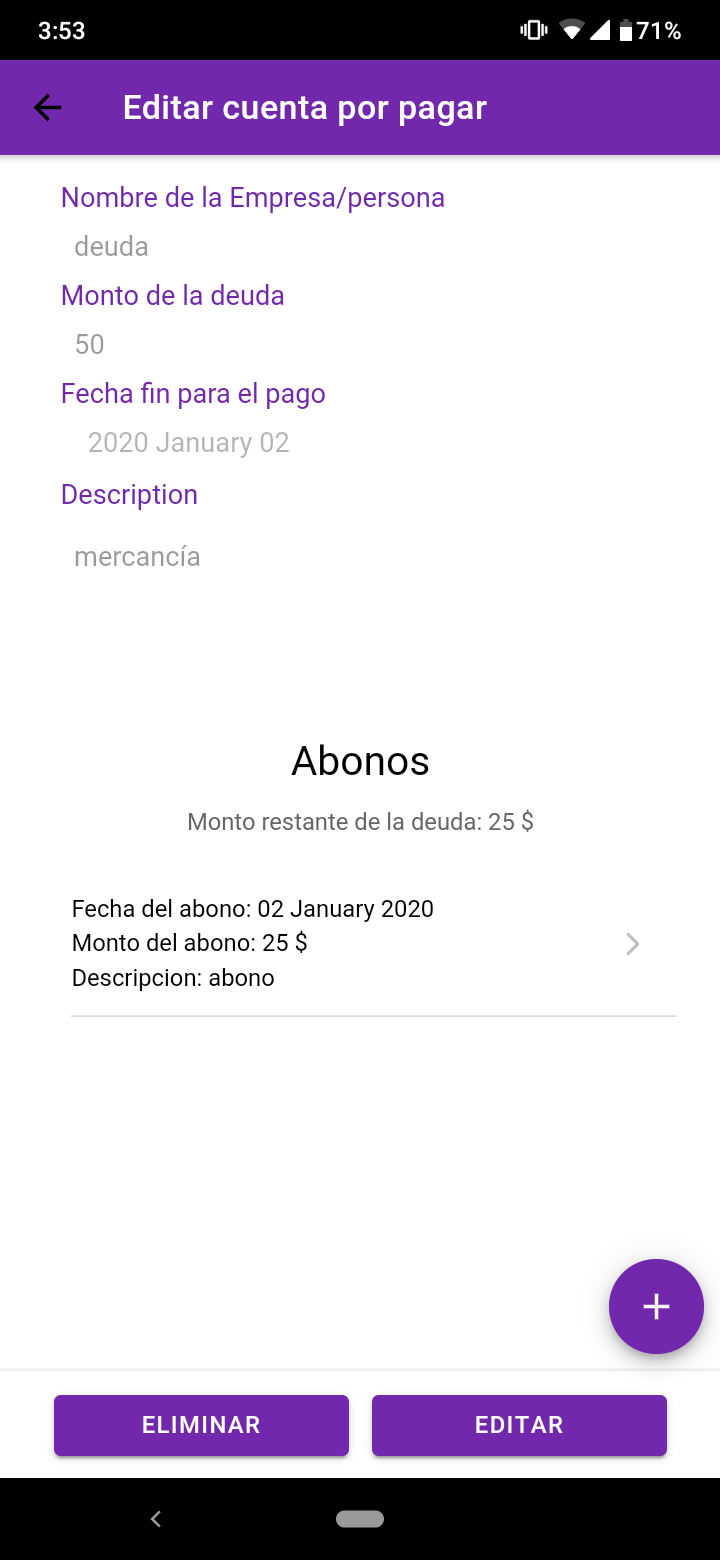 3:53
71%
Editar cuenta por pagar
Nombre de la Empresa/persona
deuda
Monto de la deuda
50
Fecha fin para el pago
2020 January 02
Description
mercancía
Abonos
Monto restante de la deuda: 25 $
Fecha del abono: 02 January 2020
Monto del abono: 25 $
Descripcion: abono
ELIMINAR
EDITAR